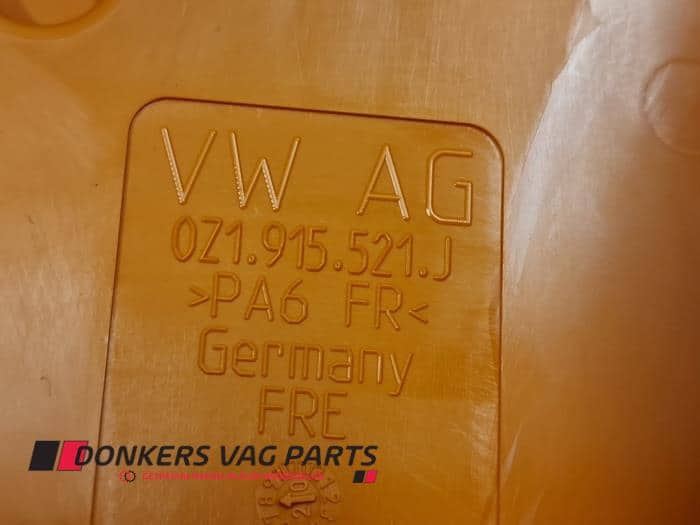 VW AG
0Z1.915.521.J
>PA6 FR<
Germany
FRE
DONKERS VAG PARTS